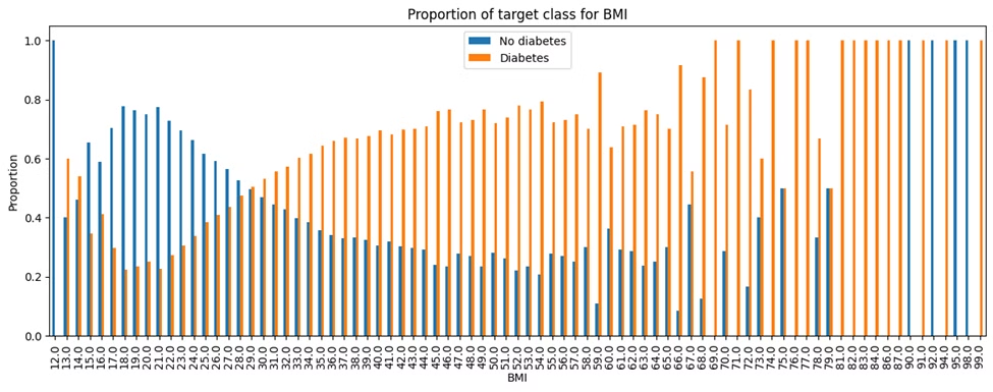 Proportion of target class for BMI
No diabetes
Diabetes
Proportion
1.0
0.8
0.6
0.4
0.2
0.0
12.0 13.0 14.0 15.0 16.0 17.0 18.0 19.0 20.0 21.0 22.0 23.0 24.0 25.0 26.0 27.0 28.0 29.0 30.0 31.0 32.0 33.0 34.0 35.0 36.0 37.0 38.0 39.0 40.0 41.0 42.0 43.0 44.0 45.0 46.0 47.0 48.0 49.0 50.0 51.0 52.0 53.0 54.0 55.0 56.0 57.0 58.0 59.0 60.0 61.0 62.0 63.0 64.0 65.0 66.0 67.0 68.0 69.0 70.0 71.0 72.0 73.0 74.0 75.0 76.0 77.0 78.0 79.0 81.0 82.0 83.0 84.0 86.0 87.0 90.0 91.0 92.0 94.0 95.0 98.0 99.0
BMI